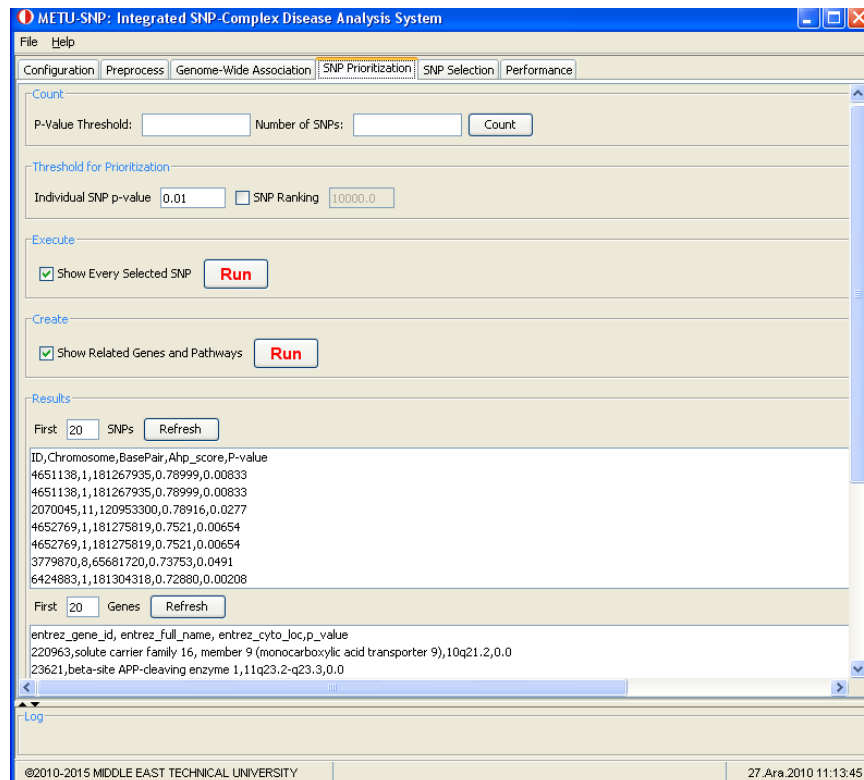 METU-SNP: Integrated SNP-Complex Disease Analysis System
File Help
Configuration Preprocess Genome-Wide Association SNP Prioritization SNP Selection Performance
Count
P-Value Threshold: Number of SNPs: Count
Threshold for Prioritization
Individual SNP p-value 0.01 SNP Ranking 10000.0
Execute
Show Every Selected SNP Run
Create
Show Related Genes and Pathways Run
Results
First 20 SNPs Refresh
ID,Chromosome,BasePair,Ahp_score,P-value
4651138,1,181267935,0.78999,0.00833
4651138,1,181267935,0.78999,0.00833
2070045,11,120953300,0.78916,0.0277
4652769,1,181275819,0.7521,0.00654
4652769,1,181275819,0.7521,0.00654
3779870,8,65681720,0.73753,0.0491
6424883,1,181304318,0.72880,0.00208
First 20 Genes Refresh
entrez_gene_id, entrez_full_name, entrez_cyto_loc,p_value
220963,solute carrier family 16, member 9 (monocarboxylic acid transporter 9),10q21.2,0.0
23621,beta-site APP-cleaving enzyme 1,11q23.2-q23.3,0.0
Log
©2010-2015 MIDDLE EAST TECHNICAL UNIVERSITY 27.Ara.2010 11:13:45